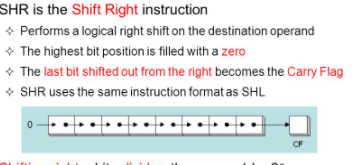 SHR is the Shift Right instruction
✧ Performs a logical right shift on the destination operand
✧ The highest bit position is filled with a zero
✧ The last bit shifted out from the right becomes the Carry Flag
✧ SHR uses the same instruction format as SHL
0
CF